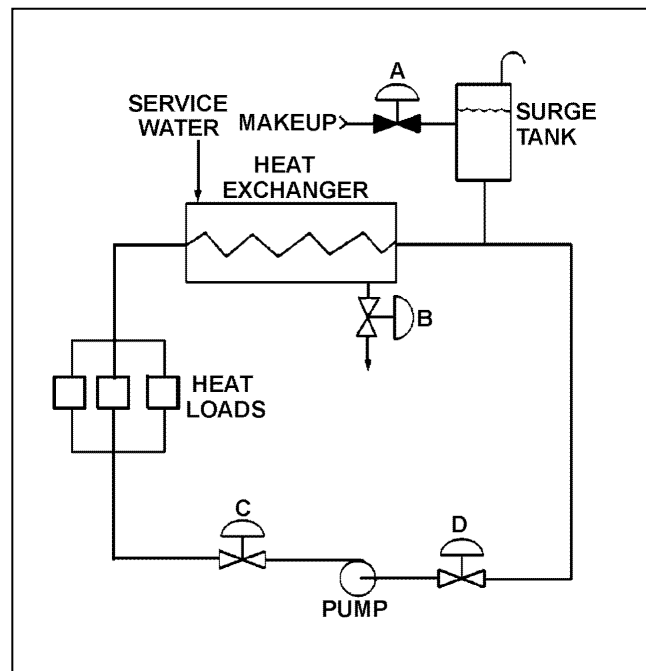 A
SERVICE
WATER
MAKEUP
SURGE
TANK
HEAT
EXCHANGER
B
HEAT
LOADS
C
D
PUMP